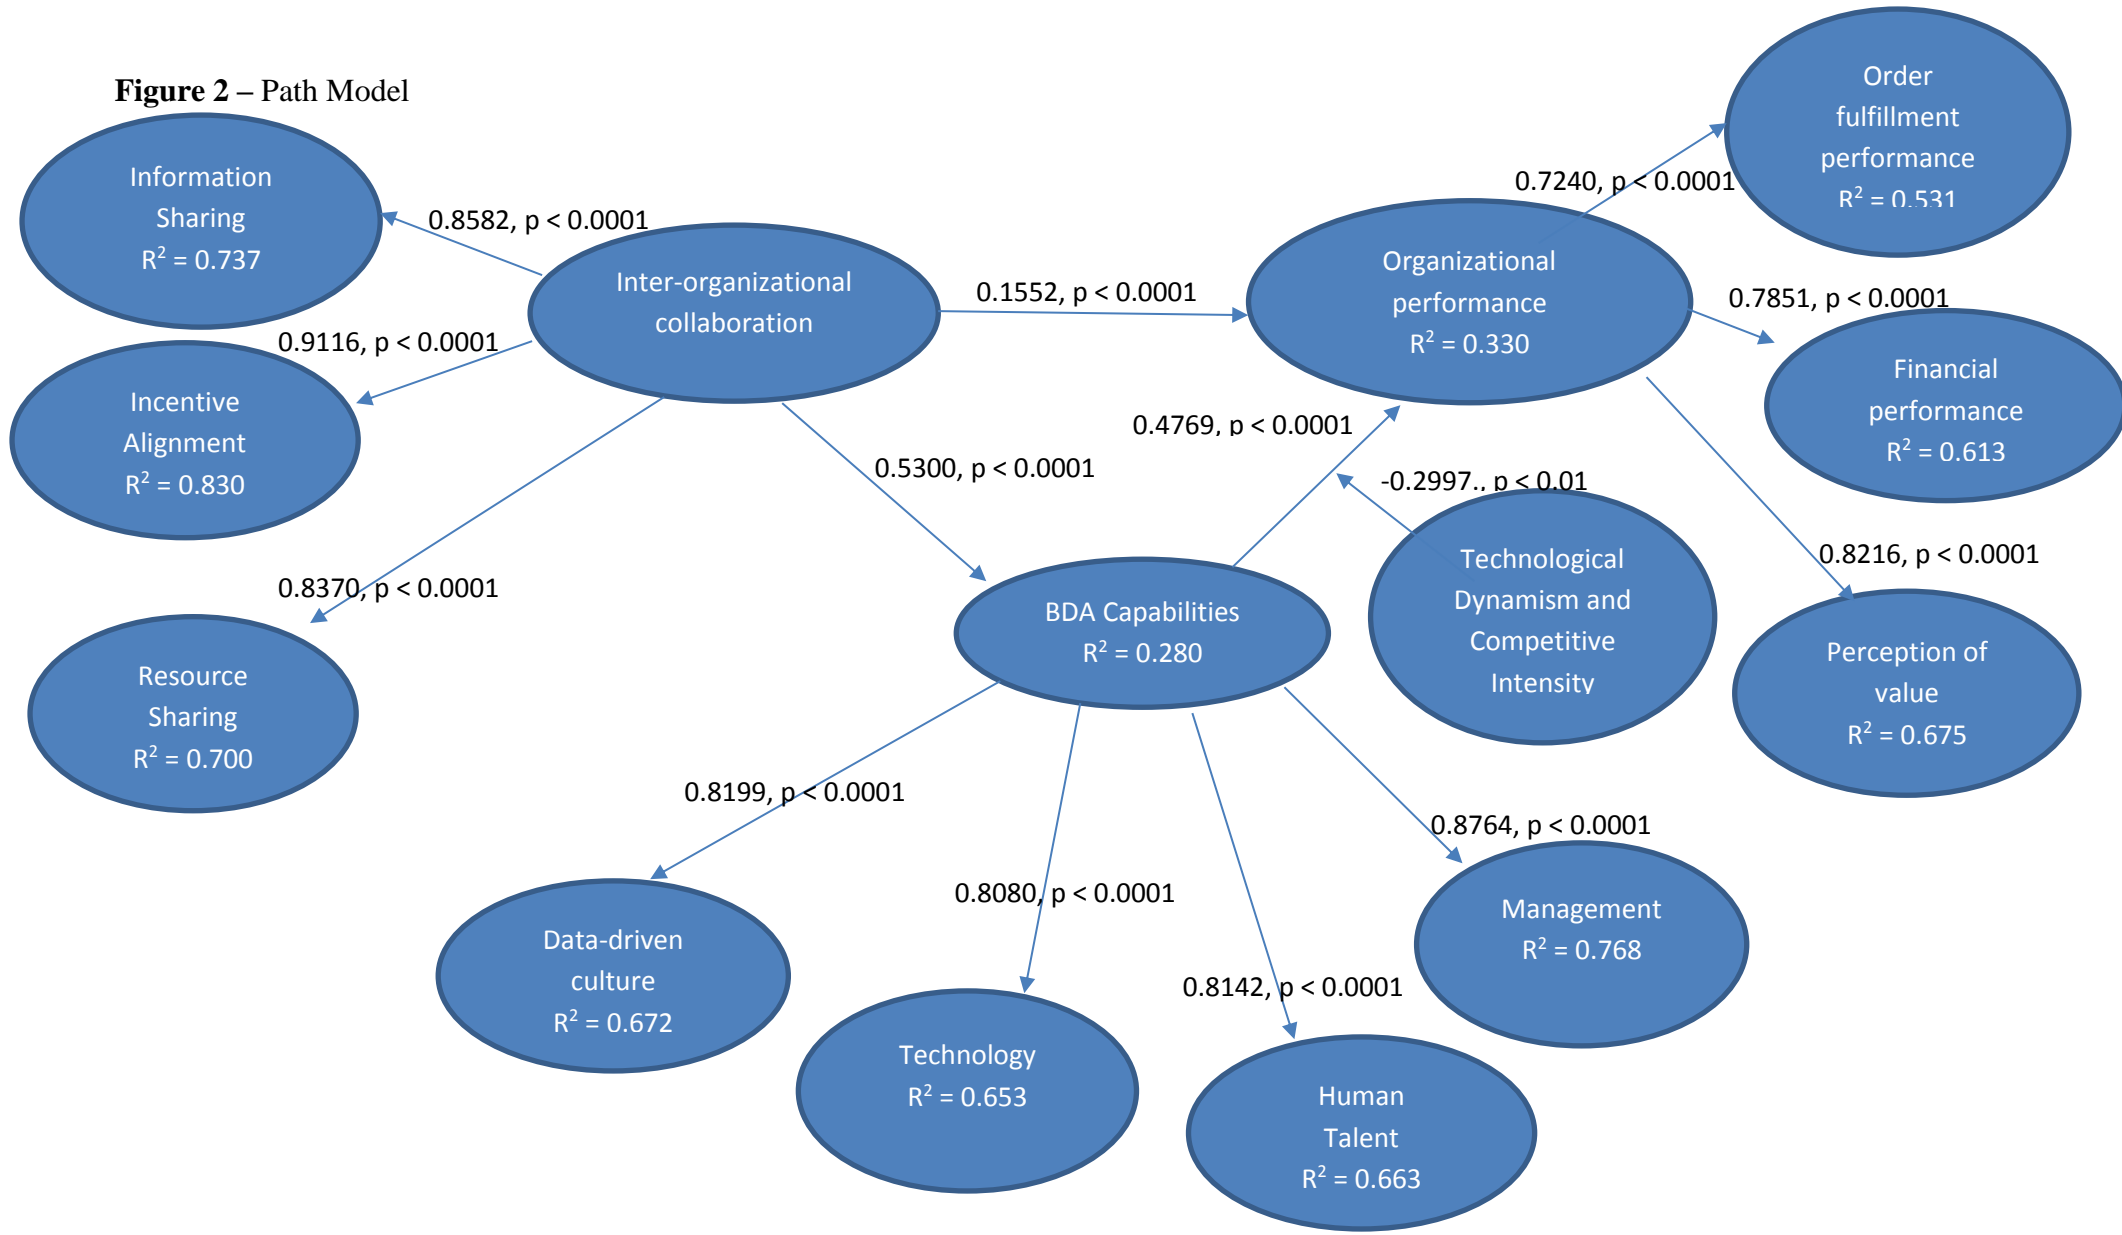 Figure 2 – Path Model
Information
Sharing
R² = 0.737
0.8582, p < 0.0001
Inter-organizational
collaboration
0.1552, p < 0.0001
Organizational
performance
R² = 0.330
0.7240, p < 0.0001
Order
fulfillment
performance
R² = 0.531
0.7851, p < 0.0001
Financial
performance
R² = 0.613
0.9116, p < 0.0001
Incentive
Alignment
R² = 0.830
0.4769, p < 0.0001
0.5300, p < 0.0001
-0.2997., p < 0.01
Technological
Dynamism and
Competitive
Intensity
0.8216, p < 0.0001
Perception of
value
R² = 0.675
0.8370, p < 0.0001
Resource
Sharing
R² = 0.700
BDA Capabilities
R² = 0.280
0.8199, p < 0.0001
0.8080, p < 0.0001
0.8142, p < 0.0001
0.8764, p < 0.0001
Data-driven
culture
R² = 0.672
Technology
R² = 0.653
Human
Talent
R² = 0.663
Management
R² = 0.768